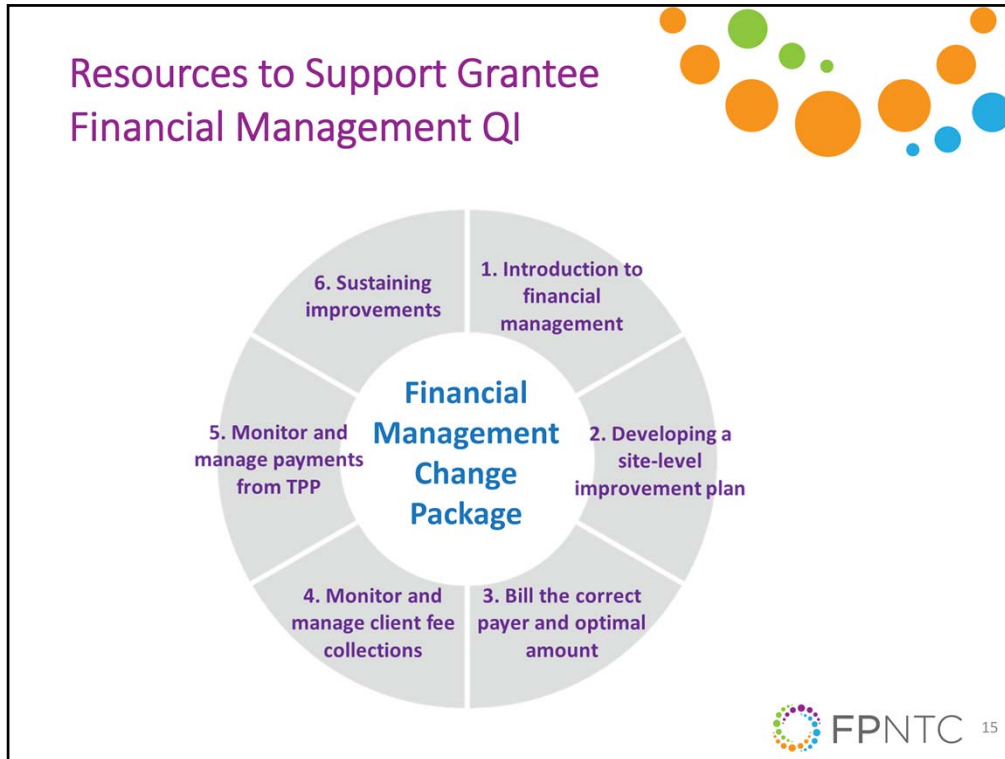 Resources to Support Grantee
Financial Management QI
1. Introduction to
financial
management
2. Developing a
site-level
improvement plan
3. Bill the correct
payer and optimal
amount
4. Monitor and
manage client fee
collections
5. Monitor and
manage payments
from TPP
6. Sustaining
improvements
Financial
Management
Change
Package
FPNTC
15